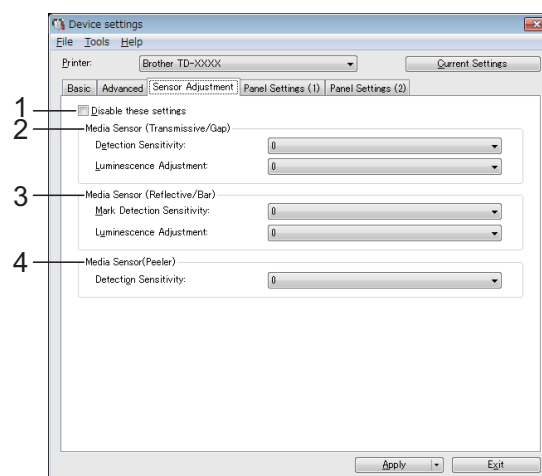 Device settings
File Tools Help
Printer: Brother TD-XXXX Current Settings
Basic Advanced Sensor Adjustment Panel Settings (1) Panel Settings (2)
1 Disable these settings
2 Media Sensor (Transmissive/Gap)
Detection Sensitivity: 0
Luminescence Adjustment: 0
3 Media Sensor (Reflective/Bar)
Mark Detection Sensitivity: 0
Luminescence Adjustment: 0
4 Media Sensor(Peeler)
Detection Sensitivity: 0
Apply Exit